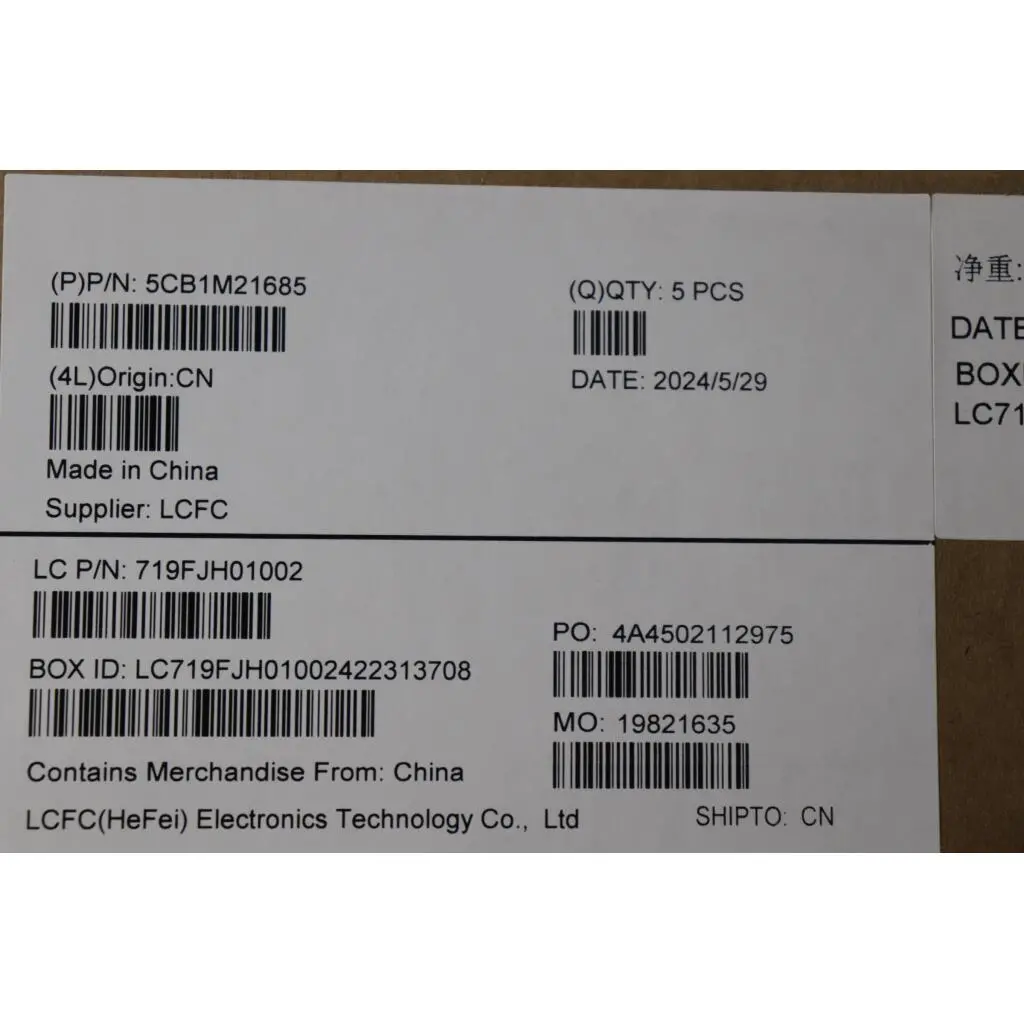 (P)P/N: 5CB1M21685
(Q)QTY: 5 PCS
(4L)Origin:CN
DATE: 2024/5/29
Made in China
Supplier: LCFC
LC P/N: 719FJH01002
PO: 4A4502112975
BOX ID: LC719FJH01002422313708
MO: 19821635
Contains Merchandise From: China
LCFC(HeFei) Electronics Technology Co., Ltd
SHIPTO: CN
净重:
DATE
BOX
LC71